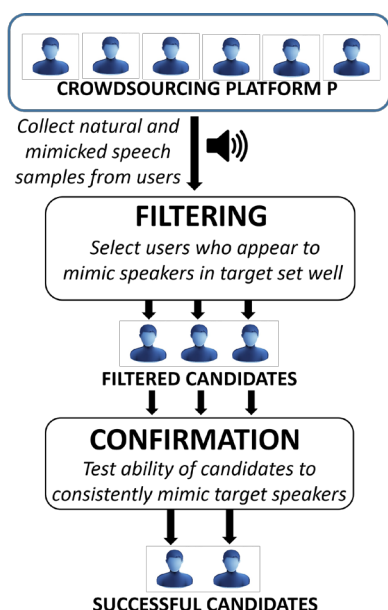 CROWDSOURCING PLATFORM P
Collect natural and
mimicked speech
samples from users
FILTERING
Select users who appear to
mimic speakers in target set well
FILTERED CANDIDATES
CONFIRMATION
Test ability of candidates to
consistently mimic target speakers
SUCCESSFUL CANDIDATES